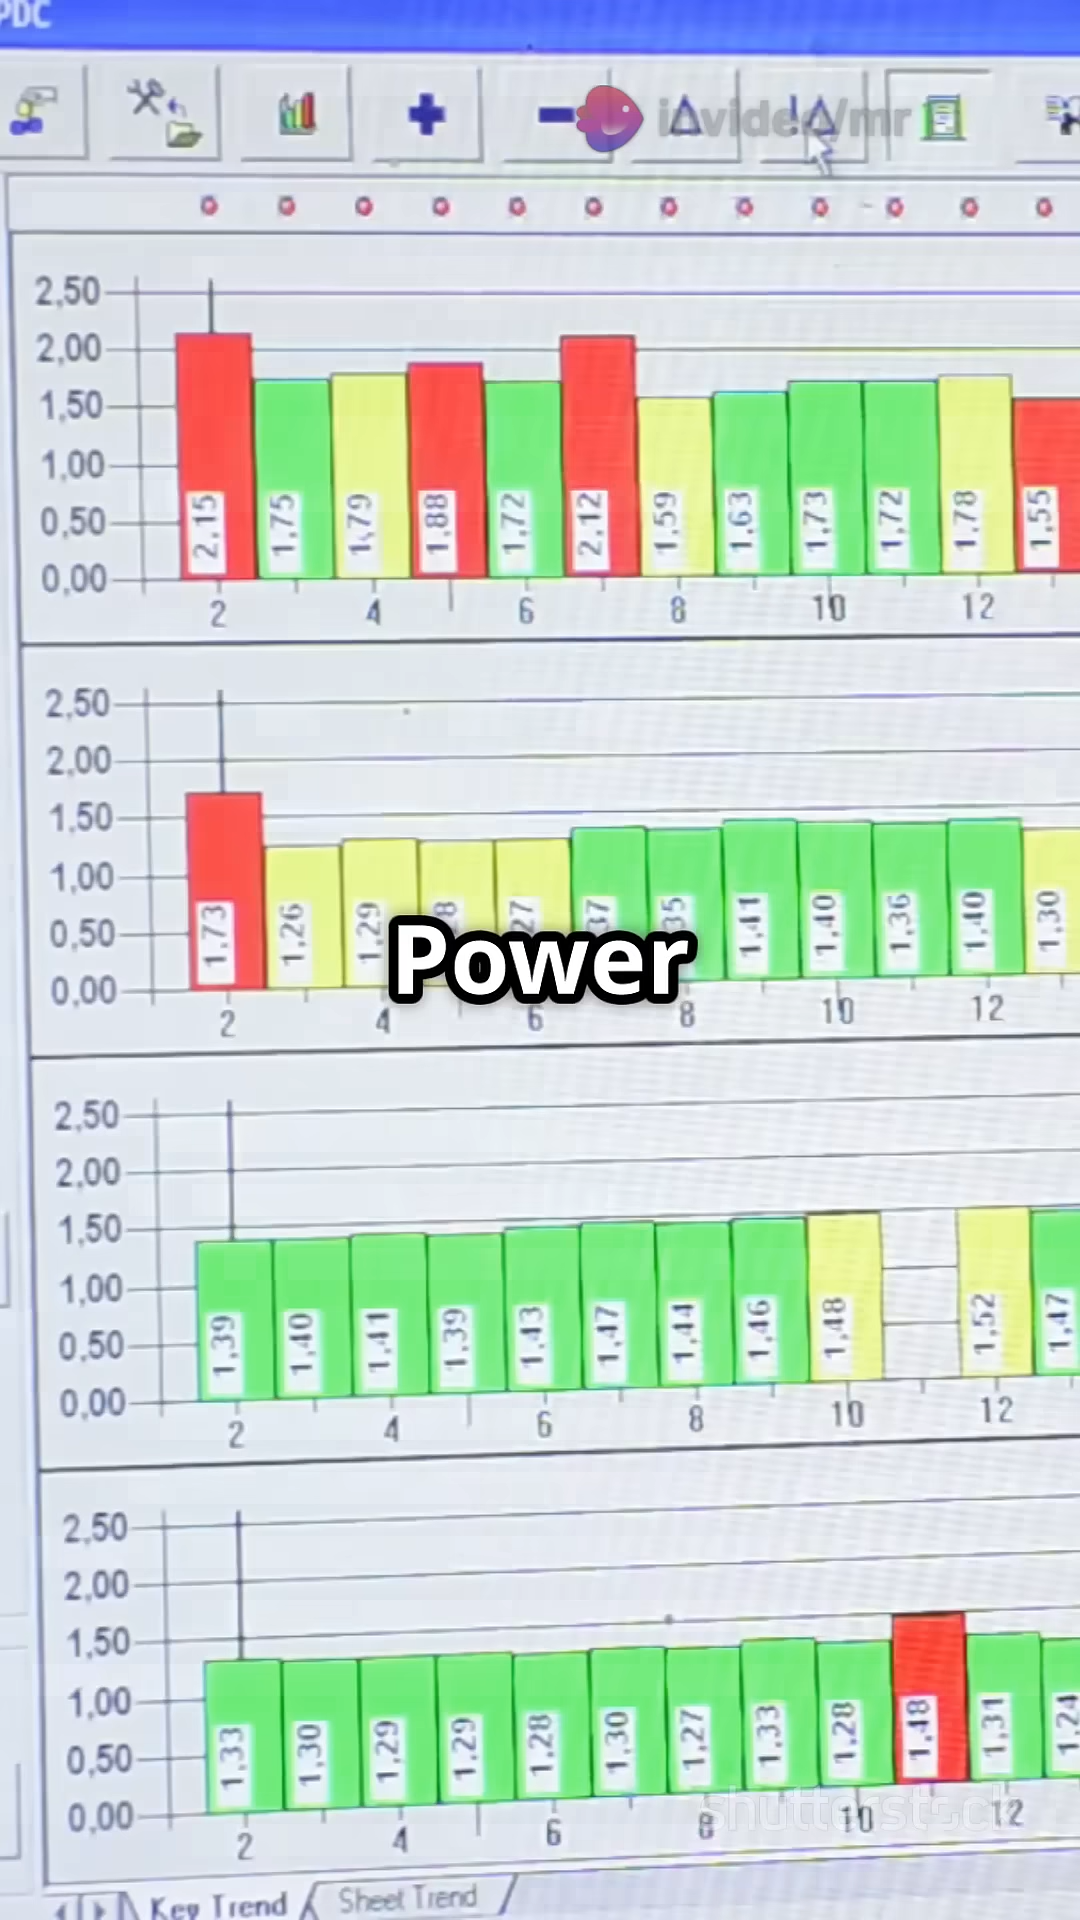 PDC
invideo/mr
2,50
2,00
1,50
1,00
0,50
0,00
2,15 1,75 1,79 1,88 1,72 2,12 1,59 1,63 1,73 1,72 1,78 1,55
2 4 6 8 10 12
2,50
2,00
1,50
1,00
0,50
0,00
1,73 1,26 1,29 1,41 1,40 1,36 1,40 1,30
Power
2 4 6 8 10 12
2,50
2,00
1,50
1,00
0,50
0,00
1,39 1,40 1,41 1,39 1,43 1,47 1,44 1,46 1,48 1,52 1,47
2 4 6 8 10 12
2,50
2,00
1,50
1,00
0,50
0,00
1,33 1,30 1,29 1,29 1,28 1,30 1,27 1,33 1,28 1,48 1,31 1,24
shutterstock
2 4 6 8 10 12
Key Trend Sheet Trend